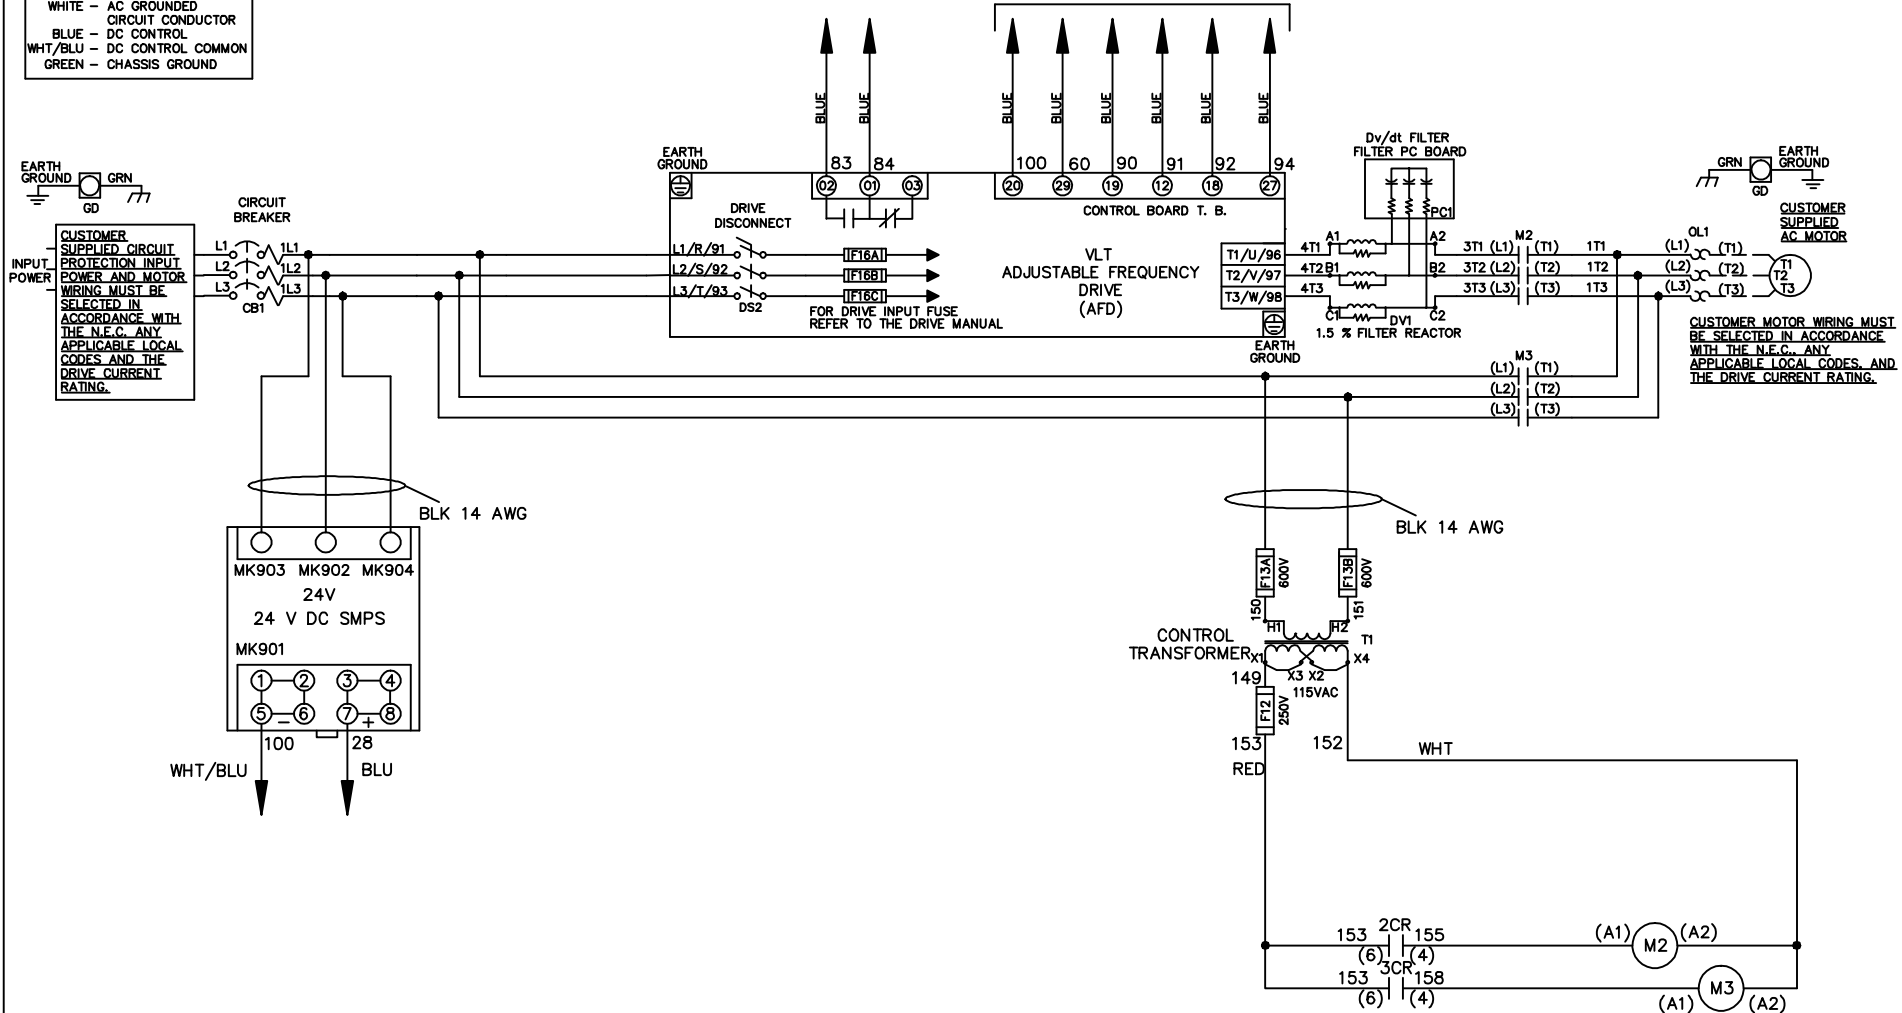 WHITE – AC GROUNDED
CIRCUIT CONDUCTOR
BLUE – DC CONTROL
WHT/BLU – DC CONTROL COMMON
GREEN – CHASSIS GROUND
BLUE
BLUE
BLUE
BLUE
BLUE
BLUE
BLUE
BLUE
83
84
100
60
90
91
92
94
02
01
03
20
29
19
12
18
27
CONTROL BOARD T. B.
EARTH
GROUND
GRN
GD
INPUT
POWER
CUSTOMER
SUPPLIED CIRCUIT
PROTECTION INPUT
POWER AND MOTOR
WIRING MUST BE
SELECTED IN
ACCORDANCE WITH
THE N.E.C. ANY
APPLICABLE LOCAL
CODES AND THE
DRIVE CURRENT
RATING.
CIRCUIT
BREAKER
L1
L2
L3
CB1
1L1
1L2
1L3
EARTH
GROUND
DRIVE
DISCONNECT
L1/R/91
L2/S/92
L3/T/93
DS2
F16A
F16B
F16C
FOR DRIVE INPUT FUSE
REFER TO THE DRIVE MANUAL
VLT
ADJUSTABLE FREQUENCY
DRIVE
(AFD)
T1/U/96
T2/V/97
T3/W/98
EARTH
GROUND
Dv/dt FILTER
FILTER PC BOARD
PC1
4T1
4T2
4T3
A1
A2
B1
B2
C1
C2
DV1
1.5 % FILTER REACTOR
M2
3T1 (L1) (T1) 1T1
3T2 (L2) (T2) 1T2
3T3 (L3) (T3) 1T3
M3
(L1) (T1)
(L2) (T2)
(L3) (T3)
OL1
(L1) (T1)
(L2) (T2)
(L3) (T3)
T1
T2
T3
GRN
EARTH
GROUND
GD
CUSTOMER
SUPPLIED
AC MOTOR
CUSTOMER MOTOR WIRING MUST
BE SELECTED IN ACCORDANCE
WITH THE N.E.C.. ANY
APPLICABLE LOCAL CODES. AND
THE DRIVE CURRENT RATING.
BLK 14 AWG
MK903 MK902 MK904
24V
24 V DC SMPS
MK901
1 2 3 4
5 – 6 7 + 8
100
28
WHT/BLU
BLU
BLK 14 AWG
F13A
600V
F13B
600V
150
151
H1
H2
T1
CONTROL
TRANSFORMER
X1
X3 X2
X4
115VAC
149
F12
250V
153
152
RED
WHT
2CR
153 155
(6) (4)
(A1) M2 (A2)
3CR
153 158
(6) (4)
(A1) M3 (A2)